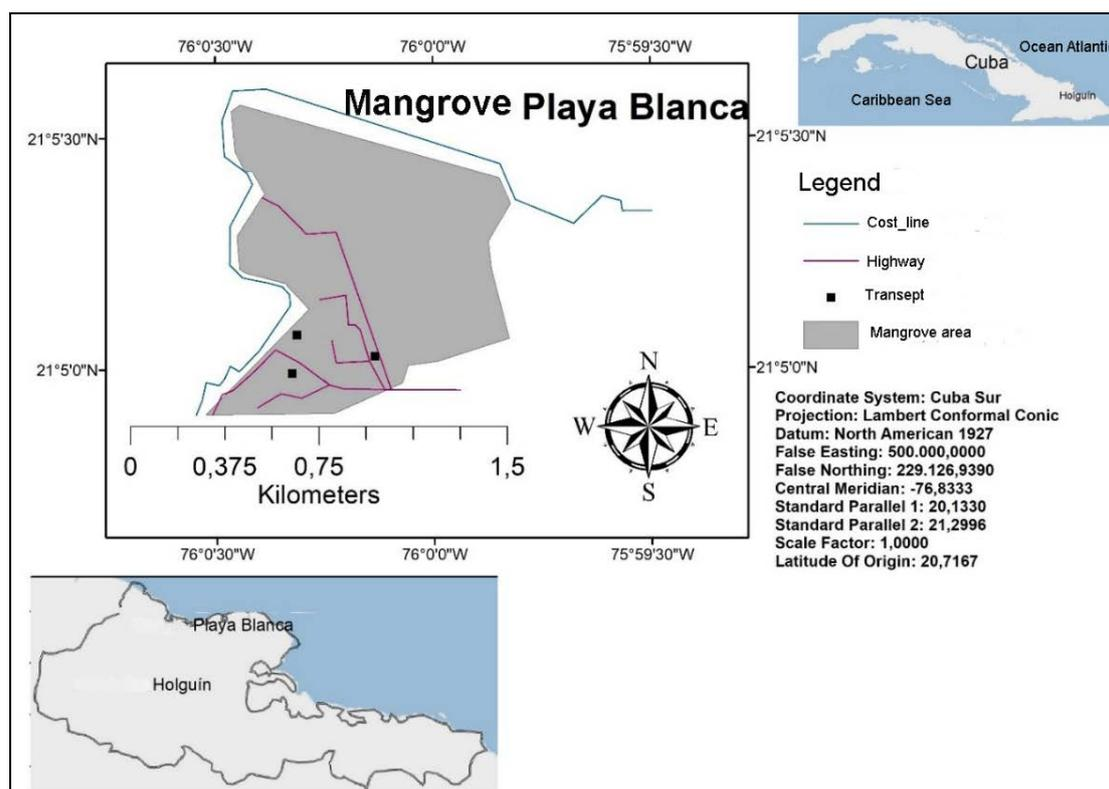 76°0'30"W 76°0'0"W 75°59'30"W
Mangrove Playa Blanca
21°5'30"N 21°5'30"N
21°5'0"N 21°5'0"N
N
W E
S
0 0,375 0,75 1,5
Kilometers
76°0'30"W 76°0'0"W 75°59'30"W
Ocean Atlantic
Cuba
Caribbean Sea
Holguín
Legend
Cost_line
Highway
Transept
Mangrove area
Coordinate System: Cuba Sur
Projection: Lambert Conformal Conic
Datum: North American 1927
False Easting: 500.000,0000
False Northing: 229.126,9390
Central Meridian: -76,8333
Standard Parallel 1: 20,1330
Standard Parallel 2: 21,2996
Scale Factor: 1,0000
Latitude Of Origin: 20,7167
Playa Blanca
Holguín